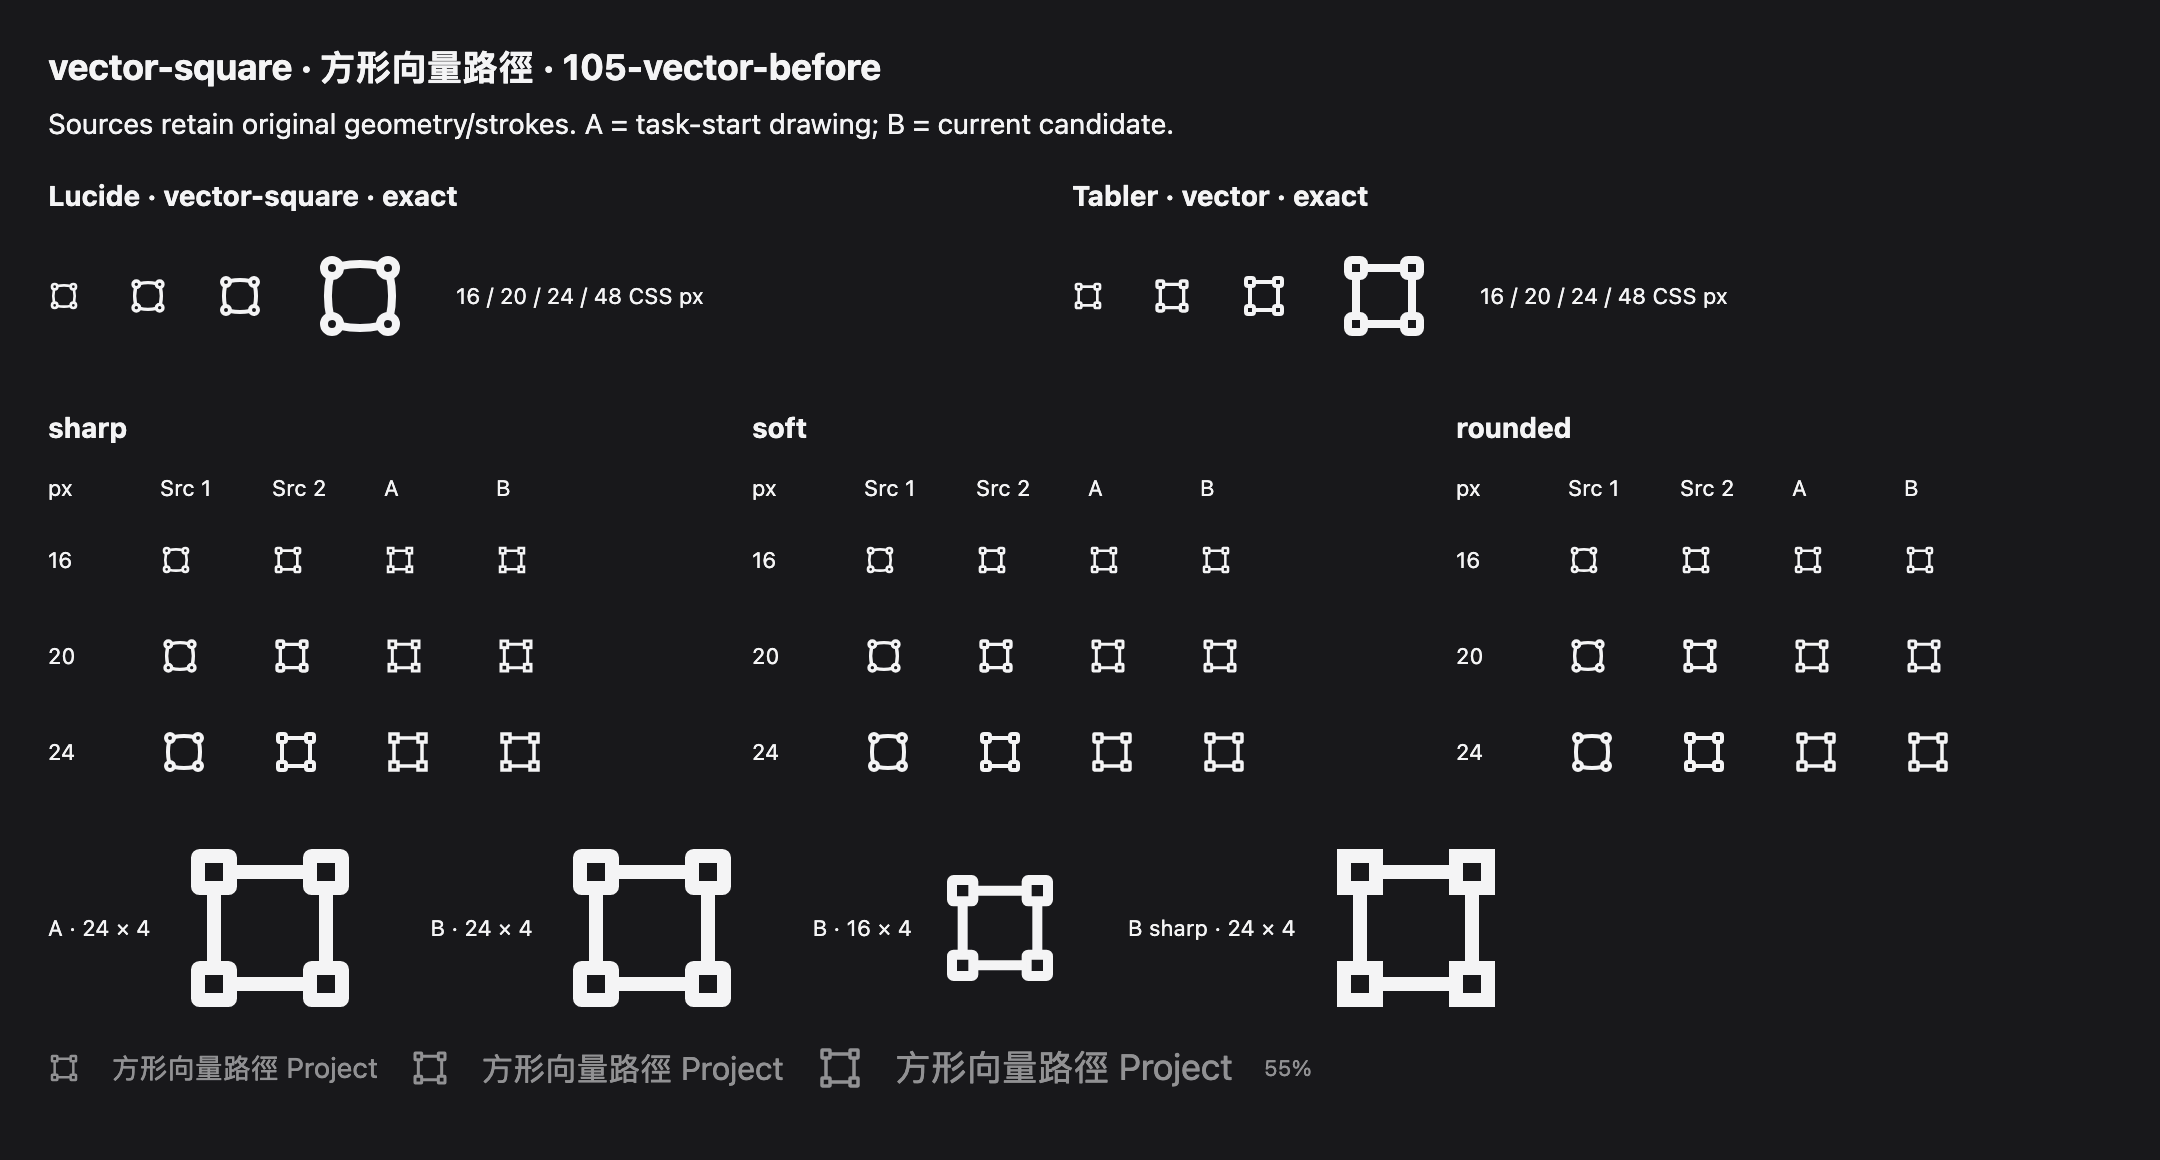 vector-square · 方形向量路徑 · 105-vector-before
Sources retain original geometry/strokes. A = task-start drawing; B = current candidate.
Lucide · vector-square · exact
16 / 20 / 24 / 48 CSS px
Tabler · vector · exact
16 / 20 / 24 / 48 CSS px
sharp
px Src 1 Src 2 A B
16
20
24
soft
px Src 1 Src 2 A B
16
20
24
rounded
px Src 1 Src 2 A B
16
20
24
A · 24 × 4
B · 24 × 4
B · 16 × 4
B sharp · 24 × 4
方形向量路徑 Project
方形向量路徑 Project
方形向量路徑 Project
55%